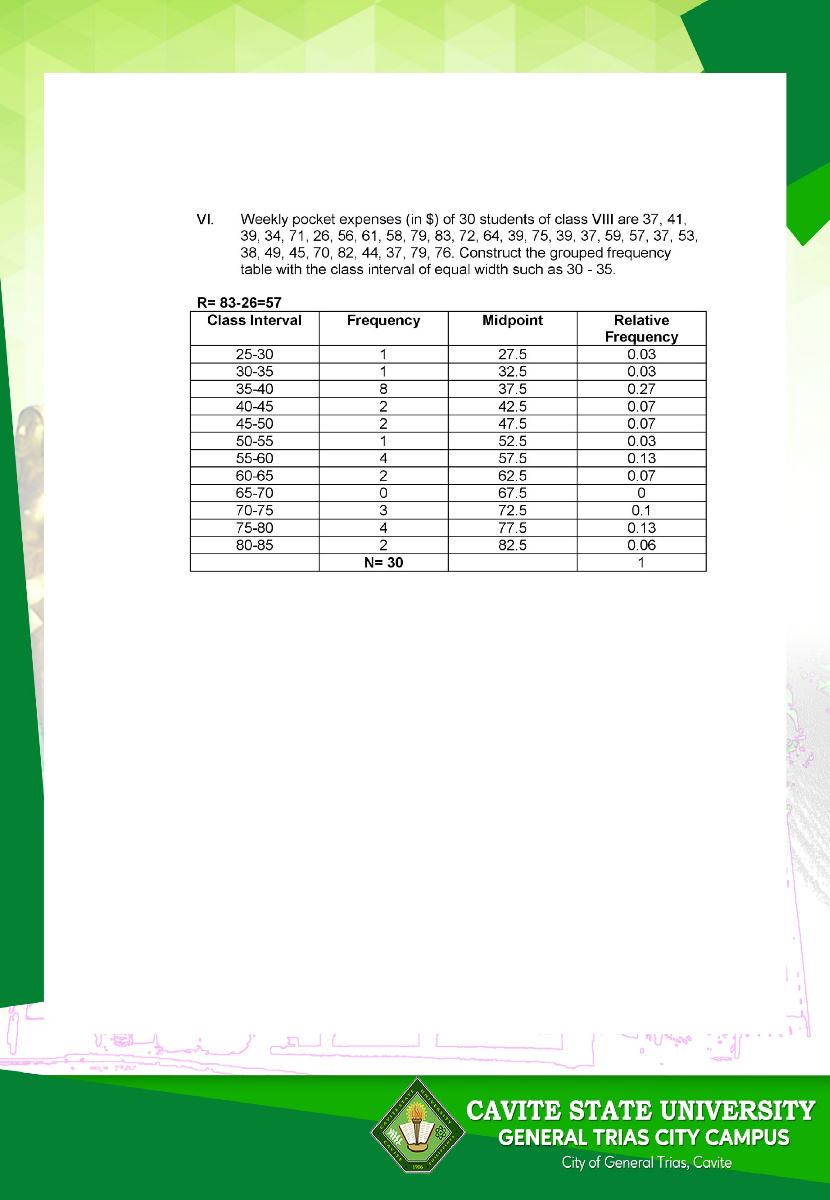 VI. Weekly pocket expenses (in $) of 30 students of class VIII are 37, 41,
39, 34, 71, 26, 56, 61, 58, 79, 83, 72, 64, 39, 75, 39, 37, 59, 57, 37, 53,
38, 49, 45, 70, 82, 44, 37, 79, 76. Construct the grouped frequency
table with the class interval of equal width such as 30 - 35.
R= 83-26=57
Class Interval Frequency Midpoint Relative Frequency
25-30 1 27.5 0.03
30-35 1 32.5 0.03
35-40 8 37.5 0.27
40-45 2 42.5 0.07
45-50 2 47.5 0.07
50-55 1 52.5 0.03
55-60 4 57.5 0.13
60-65 2 62.5 0.07
65-70 0 67.5 0
70-75 3 72.5 0.1
75-80 4 77.5 0.13
80-85 2 82.5 0.06
N= 30 1
CAVITE STATE UNIVERSITY
GENERAL TRIAS CITY CAMPUS
City of General Trias, Cavite
1906